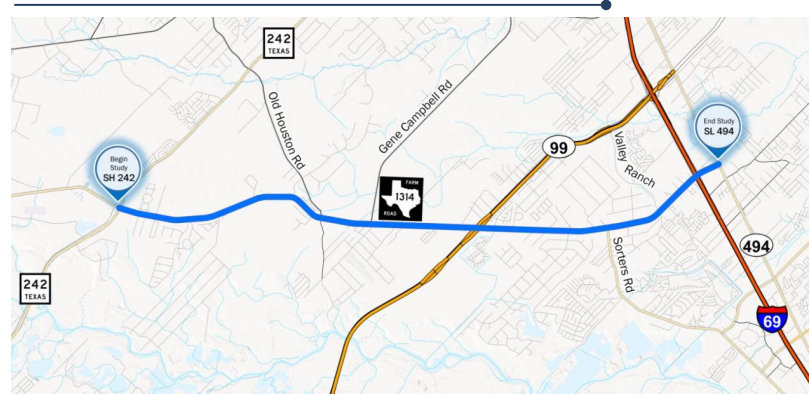 242
TEXAS
Old Houston Rd
Gene Campbell Rd
Begin
Study
SH 242
FARM
1314
ROAD
99
Valley
Ranch
End Study
SL 494
Sorters Rd
494
242
TEXAS
69